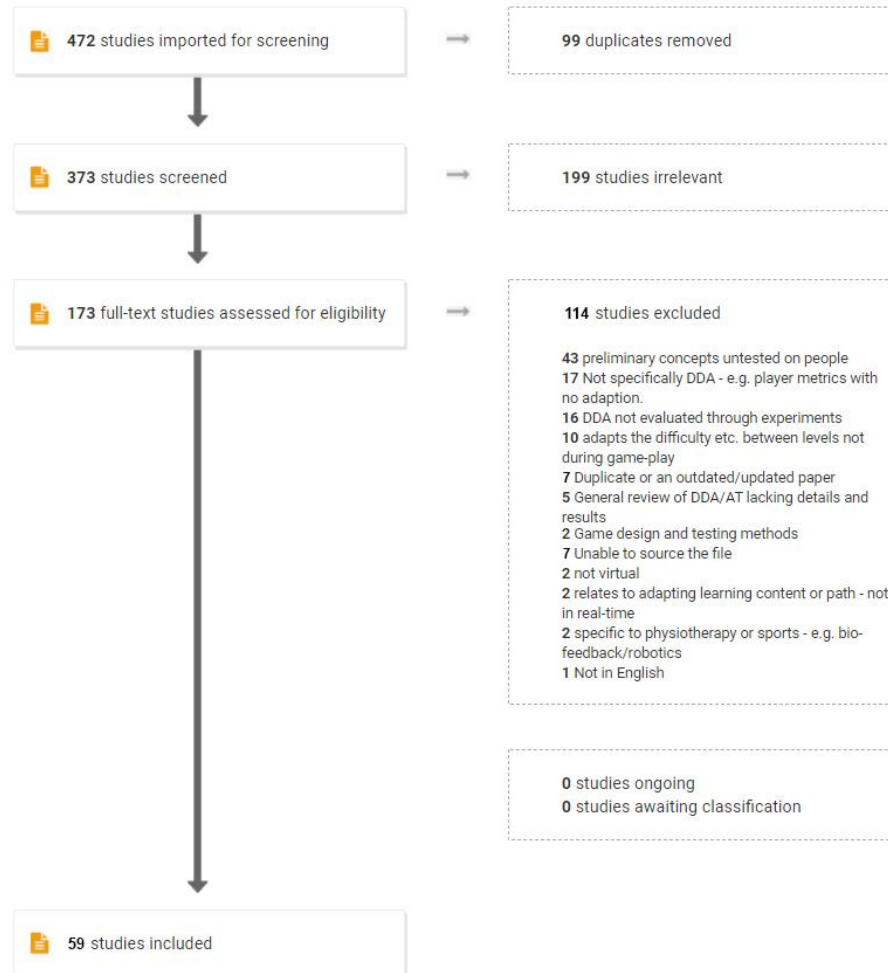 472 studies imported for screening
99 duplicates removed
373 studies screened
199 studies irrelevant
173 full-text studies assessed for eligibility
114 studies excluded
43 preliminary concepts untested on people
17 Not specifically DDA - e.g. player metrics with
no adaption.
16 DDA not evaluated through experiments
10 adapts the difficulty etc. between levels not
during game-play
7 Duplicate or an outdated/updated paper
5 General review of DDA/AT lacking details and
results
2 Game design and testing methods
7 Unable to source the file
2 not virtual
2 relates to adapting learning content or path - not
in real-time
2 specific to physiotherapy or sports - e.g. bio-
feedback/robotics
1 Not in English
0 studies ongoing
0 studies awaiting classification
59 studies included